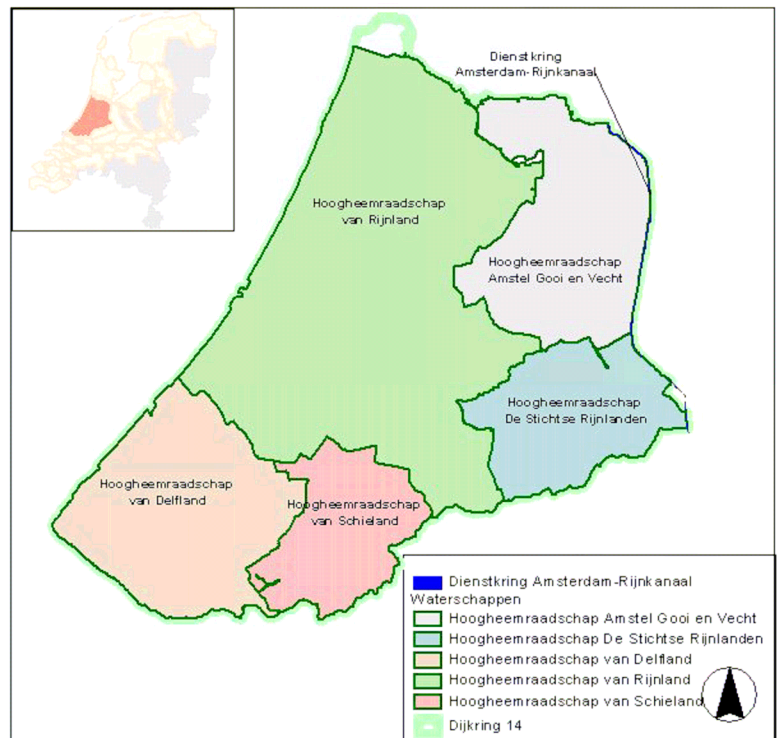 Dienstkring
Amsterdam-Rijnkanaal
Hoogheemraadschap
van Rijnland
Hoogheemraadschap
Amstel Gooi en Vecht
Hoogheemraadschap
De Stichtse Rijnlanden
Hoogheemraadschap
van Delfland
Hoogheemraadschap
van Schieland
Dienstkring Amsterdam-Rijnkanaal
Waterschappen
Hoogheemraadschap Amstel Gooi en Vecht
Hoogheemraadschap De Stichtse Rijnlanden
Hoogheemraadschap van Delfland
Hoogheemraadschap van Rijnland
Hoogheemraadschap van Schieland
Dijkring 14